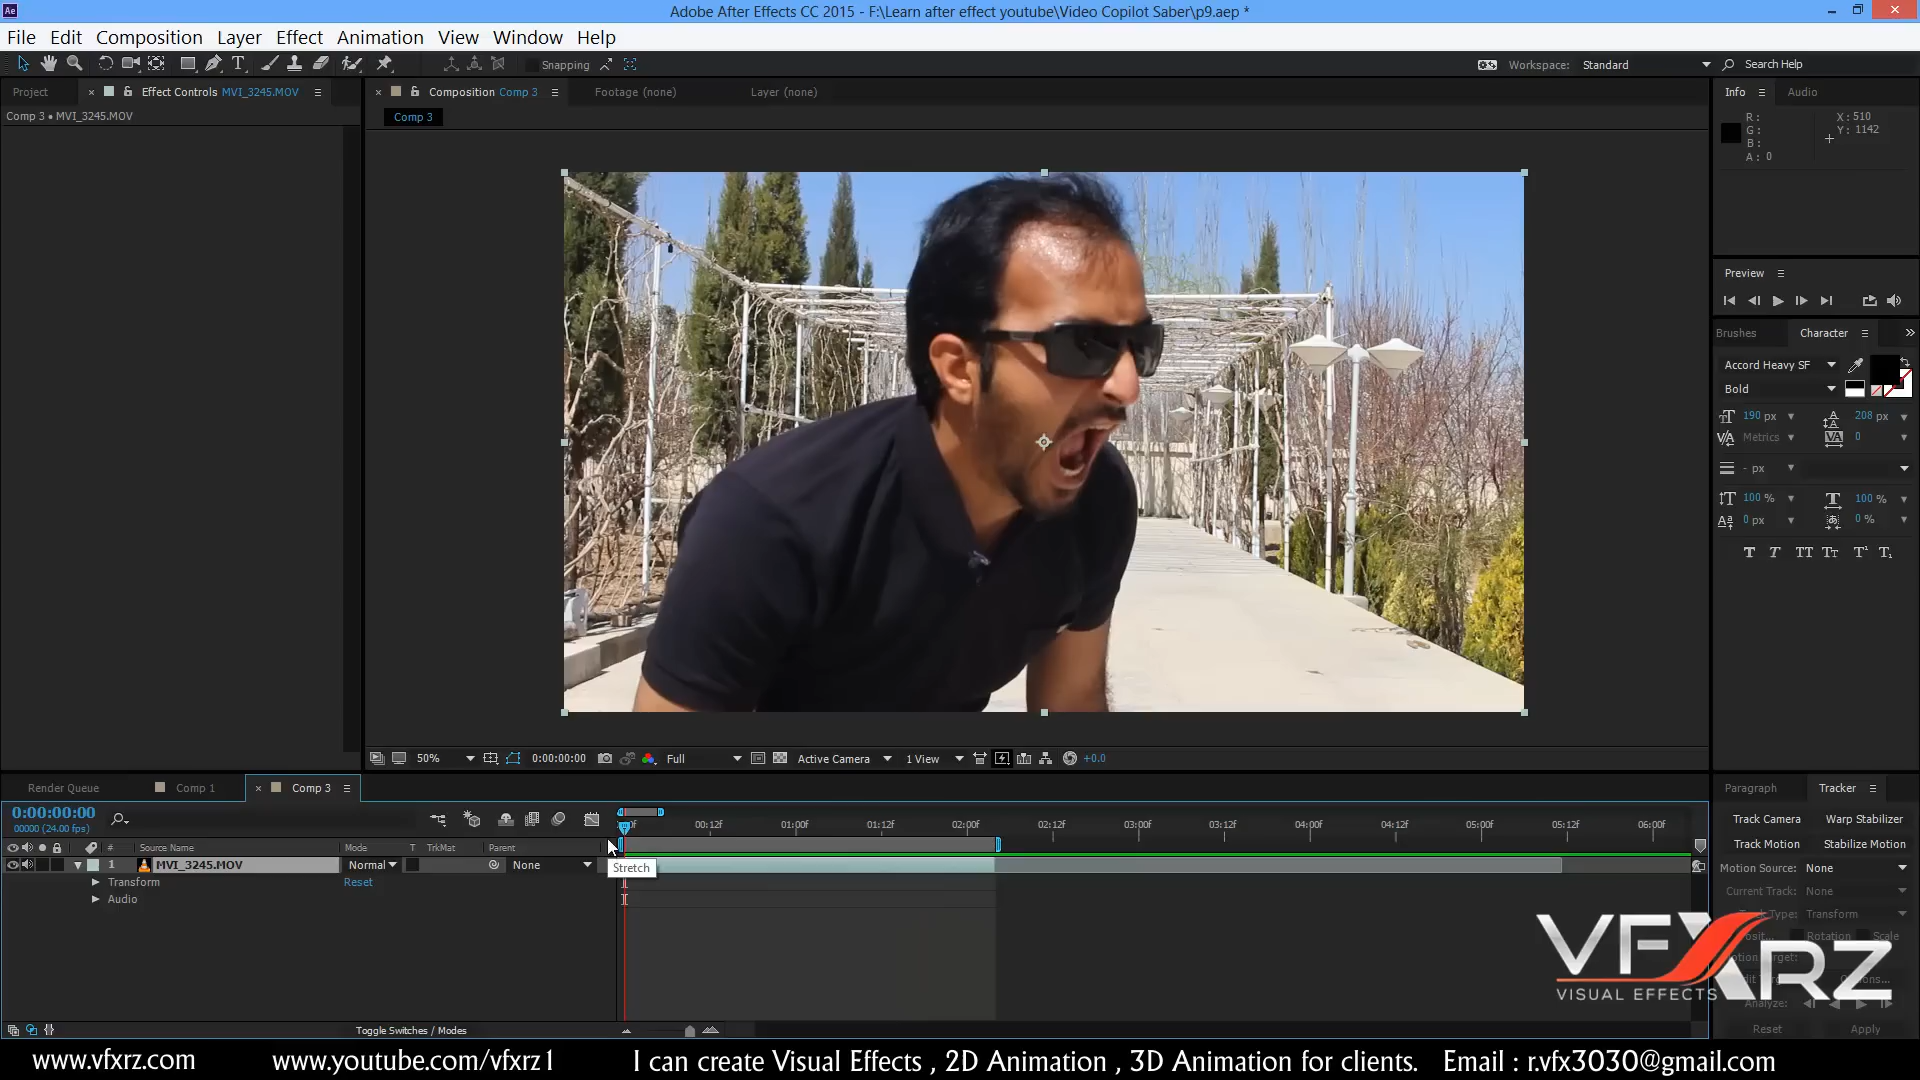 Adobe After Effects CC 2015 - F:\Learn after effect youtube\Video Copilot Saber\p9.aep *
File Edit Composition Layer Effect Animation View Window Help
Snapping
Workspace: Standard
Search Help
Project
Effect Controls MVI_3245.MOV
Composition Comp 3
Footage (none)
Layer (none)
Info
Audio
Comp 3 • MVI_3245.MOV
Comp 3
R :
G :
B :
A : 0
X : 510
Y : 1142
Preview
Brushes
Character
Accord Heavy SF
Bold
190 px
208 px
Metrics
0
- px
100 %
100 %
0 px
0 %
50%
0:00:00:00
Full
Active Camera
1 View
+0.0
Render Queue
Comp 1
Comp 3
Paragraph
Tracker
0:00:00:00
00000 (24.00 fps)
00:12f
01:00f
01:12f
02:00f
02:12f
03:00f
03:12f
04:00f
04:12f
05:00f
05:12f
06:00f
Track Camera
Warp Stabilizer
Track Motion
Stabilize Motion
# Source Name
Mode
T TrkMat
Parent
1 MVI_3245.MOV
Normal
None
Stretch
Motion Source: None
Transform
Reset
Current Track: None
Audio
Track Type: Transform
Rotation
Scale
Analyze:
VFXRZ
VISUAL EFFECTS
Toggle Switches / Modes
Reset
Apply
www.vfxrz.com www.youtube.com/vfxrz1 I can create Visual Effects , 2D Animation , 3D Animation for clients. Email : r.vfx3030@gmail.com